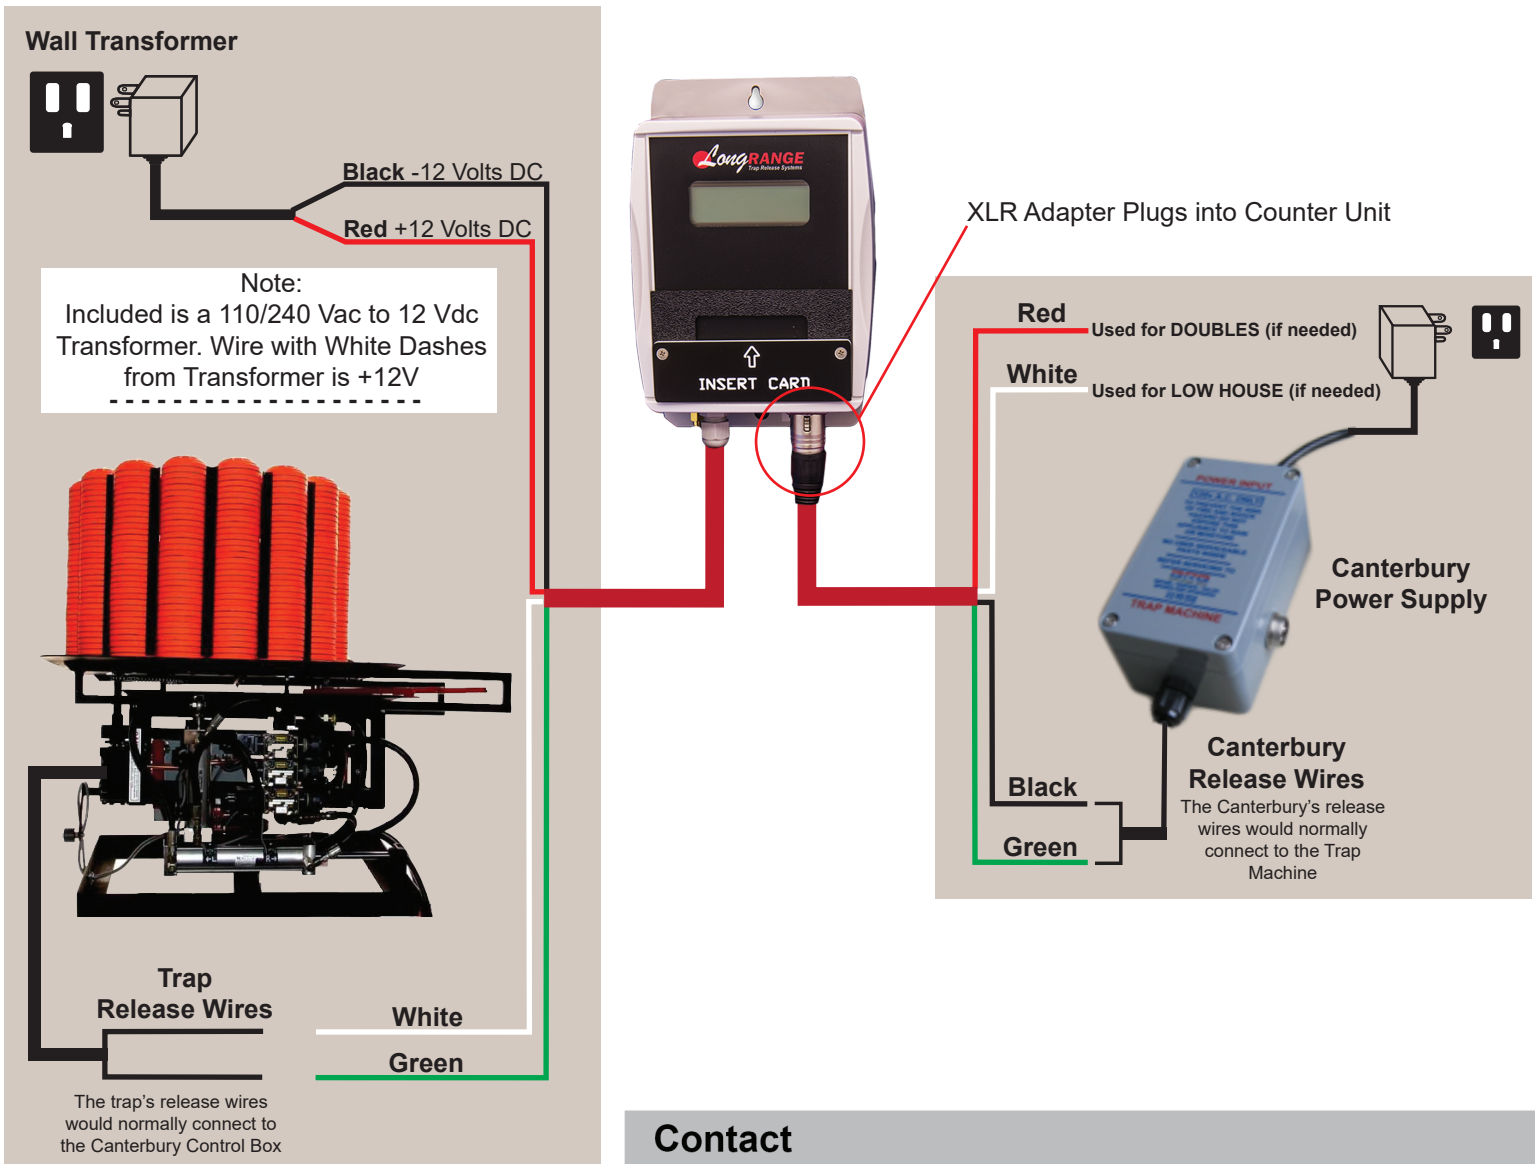 Wall Transformer
Black -12 Volts DC
Red +12 Volts DC
Note:
Included is a 110/240 Vac to 12 Vdc
Transformer. Wire with White Dashes
from Transformer is +12V
- - - - - - - - - - - - - - - - - - - -
LongRANGE
Trap Release Systems
INSERT CARD
XLR Adapter Plugs into Counter Unit
Red
Used for DOUBLES (if needed)
White
Used for LOW HOUSE (if needed)
POWER INPUT
TRAP MACHINE
Canterbury
Power Supply
Canterbury
Release Wires
The Canterbury's release
wires would normally
connect to the Trap
Machine
Black
Green
Trap
Release Wires
White
Green
The trap's release wires
would normally connect to
the Canterbury Control Box
Contact